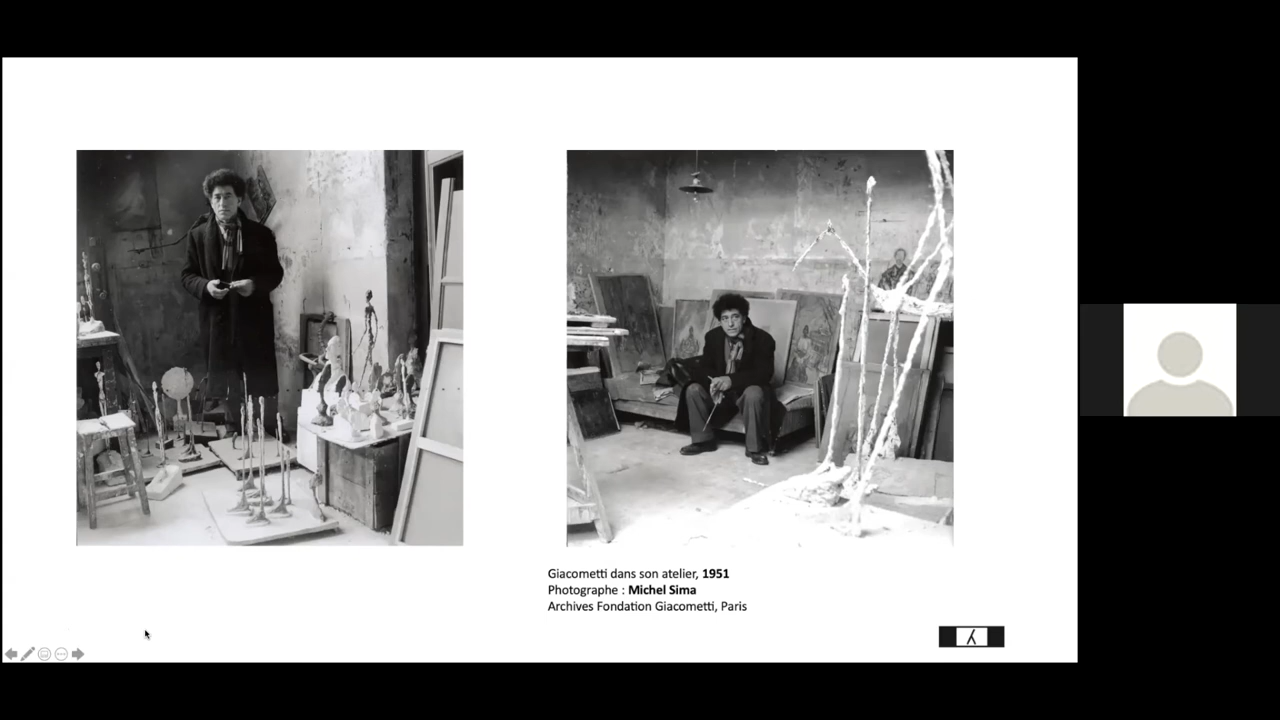 Giacometti dans son atelier, 1951
Photographe : Michel Sima
Archives Fondation Giacometti, Paris